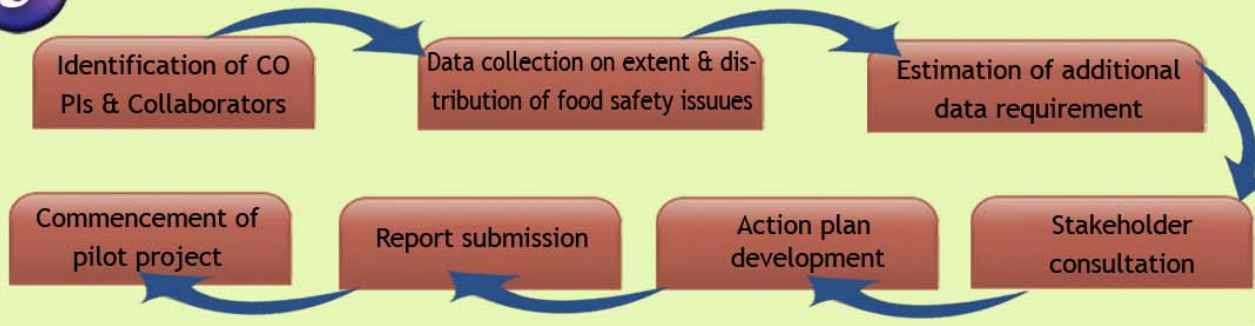 Identification of CO
PIs & Collaborators
Data collection on extent & dis-
tribution of food safety issuues
Estimation of additional
data requirement
Stakeholder
consultation
Action plan
development
Report submission
Commencement of
pilot project